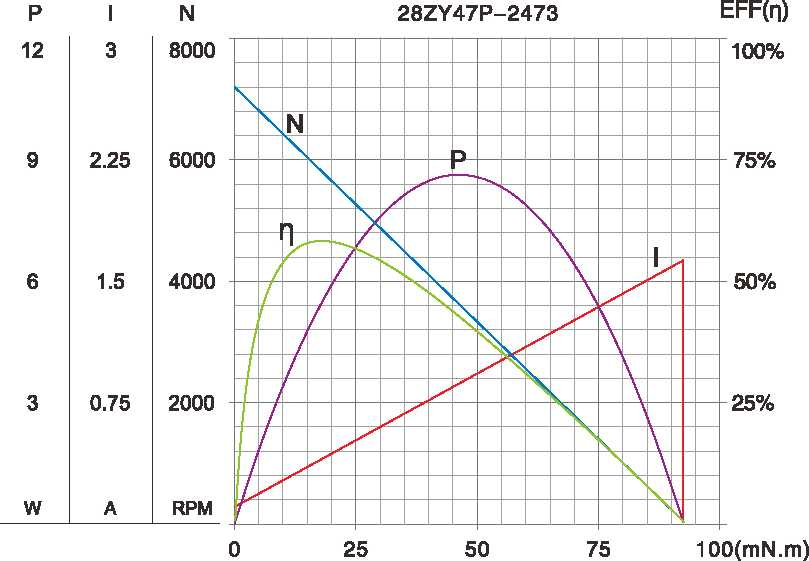 P I N 28ZY47P-2473 EFF(η)
12 3 8000 100%
N
P
9 2.25 6000 75%
η
I
6 1.5 4000 50%
3 0.75 2000 25%
W A RPM
0 25 50 75 100(mN.m)